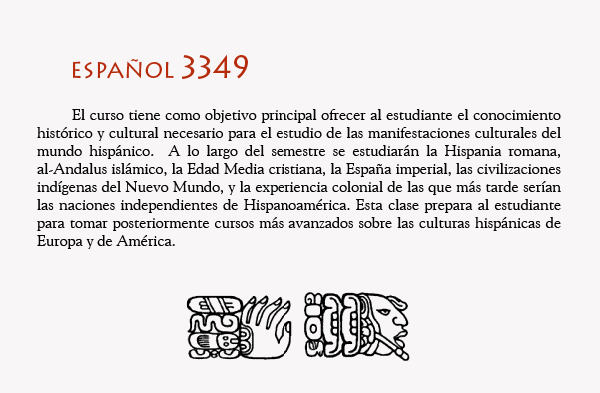 ESPAÑOL 3349
El curso tiene como objetivo principal ofrecer al estudiante el conocimiento
histórico y cultural necesario para el estudio de las manifestaciones culturales del
mundo hispánico. A lo largo del semestre se estudiarán la Hispania romana,
al-Andalus islámico, la Edad Media cristiana, la España imperial, las civilizaciones
indígenas del Nuevo Mundo, y la experiencia colonial de las que más tarde serían
las naciones independientes de Hispanoamérica. Esta clase prepara al estudiante
para tomar posteriormente cursos más avanzados sobre las culturas hispánicas de
Europa y de América.